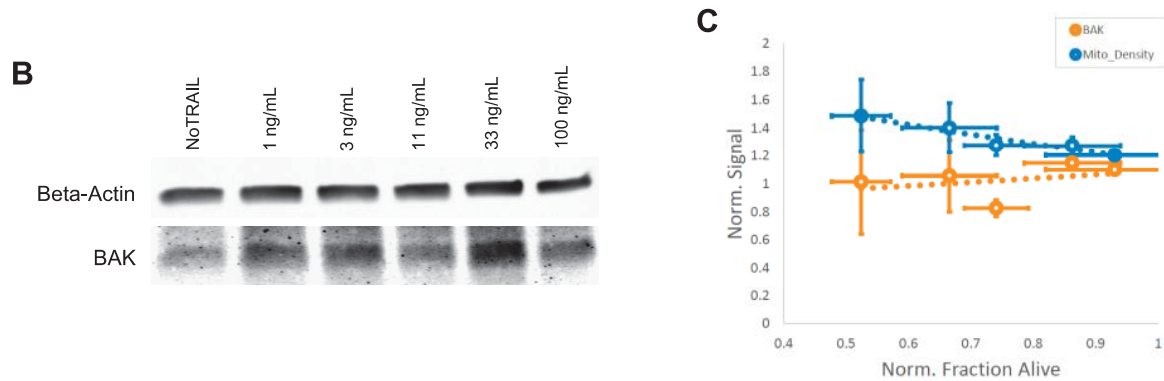 B
NoTRAIL
1 ng/mL
3 ng/mL
11 ng/mL
33 ng/mL
100 ng/mL
Beta-Actin
BAK
C
BAK
Mito_Density
Norm. Signal
2
1.8
1.6
1.4
1.2
1
0.8
0.6
0.4
0.2
0
0.4
0.5
0.6
0.7
0.8
0.9
1
Norm. Fraction Alive